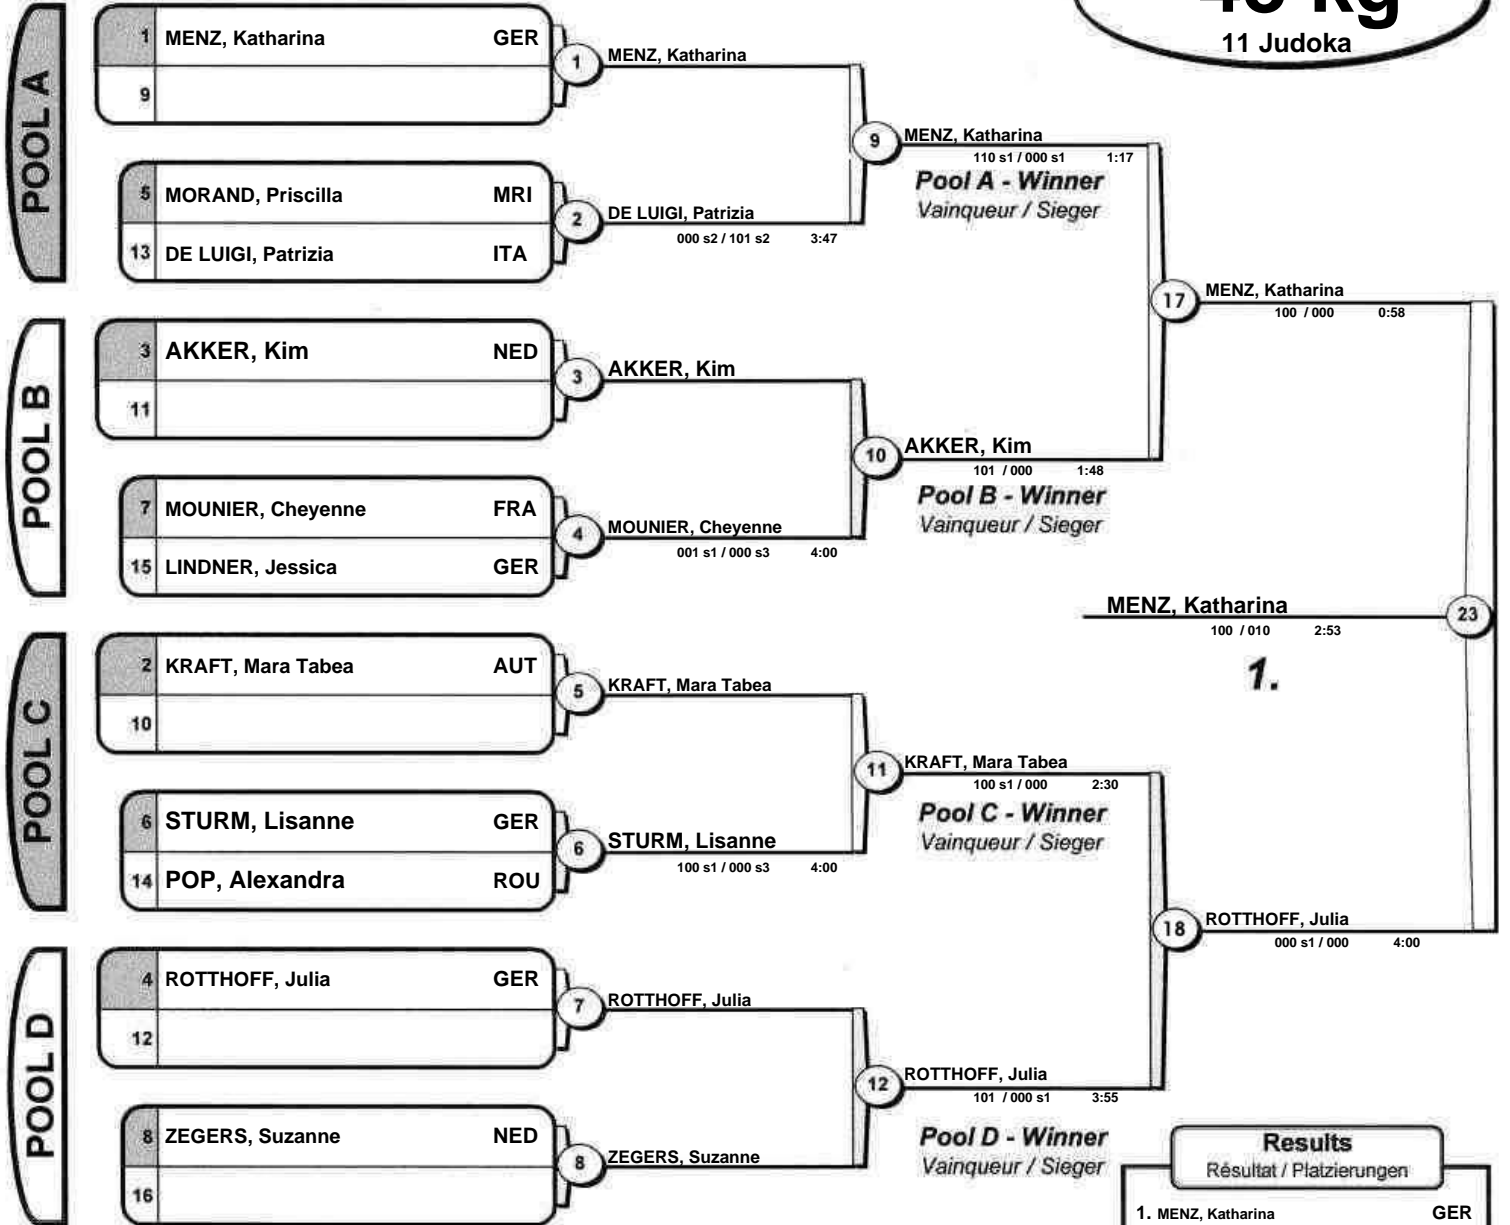 48 kg
11 Judoka
POOL A
1 MENZ, Katharina GER
9
1 MENZ, Katharina
5 MORAND, Priscilla MRI
13 DE LUIGI, Patrizia ITA
2 DE LUIGI, Patrizia
000 s2 / 101 s2 3:47
9 MENZ, Katharina
110 s1 / 000 s1 1:17
Pool A - Winner
Vainqueur / Sieger
POOL B
3 AKKER, Kim NED
11
3 AKKER, Kim
7 MOUNIER, Cheyenne FRA
15 LINDNER, Jessica GER
4 MOUNIER, Cheyenne
001 s1 / 000 s3 4:00
10 AKKER, Kim
101 / 000 1:48
Pool B - Winner
Vainqueur / Sieger
17 MENZ, Katharina
100 / 000 0:58
POOL C
2 KRAFT, Mara Tabea AUT
10
5 KRAFT, Mara Tabea
6 STURM, Lisanne GER
14 POP, Alexandra ROU
6 STURM, Lisanne
100 s1 / 000 s3 4:00
11 KRAFT, Mara Tabea
100 s1 / 000 2:30
Pool C - Winner
Vainqueur / Sieger
POOL D
4 ROTTHOFF, Julia GER
12
7 ROTTHOFF, Julia
8 ZEGERS, Suzanne NED
16
8 ZEGERS, Suzanne
12 ROTTHOFF, Julia
101 / 000 s1 3:55
Pool D - Winner
Vainqueur / Sieger
18 ROTTHOFF, Julia
000 s1 / 000 4:00
MENZ, Katharina 23
100 / 010 2:53
1.
Results
Résultat / Platzierungen
1. MENZ, Katharina GER